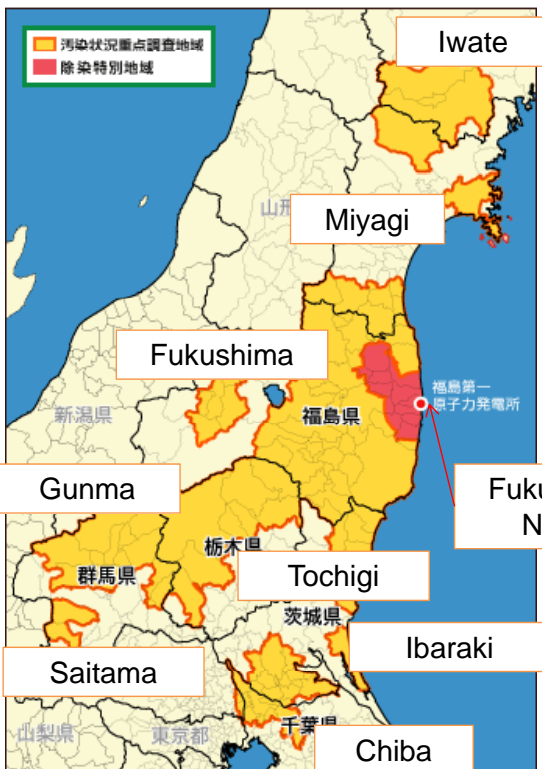 汚染状況重点調査地域
除染特別地域
Iwate
山形
Miyagi
Fukushima
福島第一
原子力発電所
福島県
新潟県
Gunma
Fuku
N
栃木県
群馬県
Tochigi
茨城県
Ibaraki
Saitama
千葉県
山梨県
東京都
Chiba